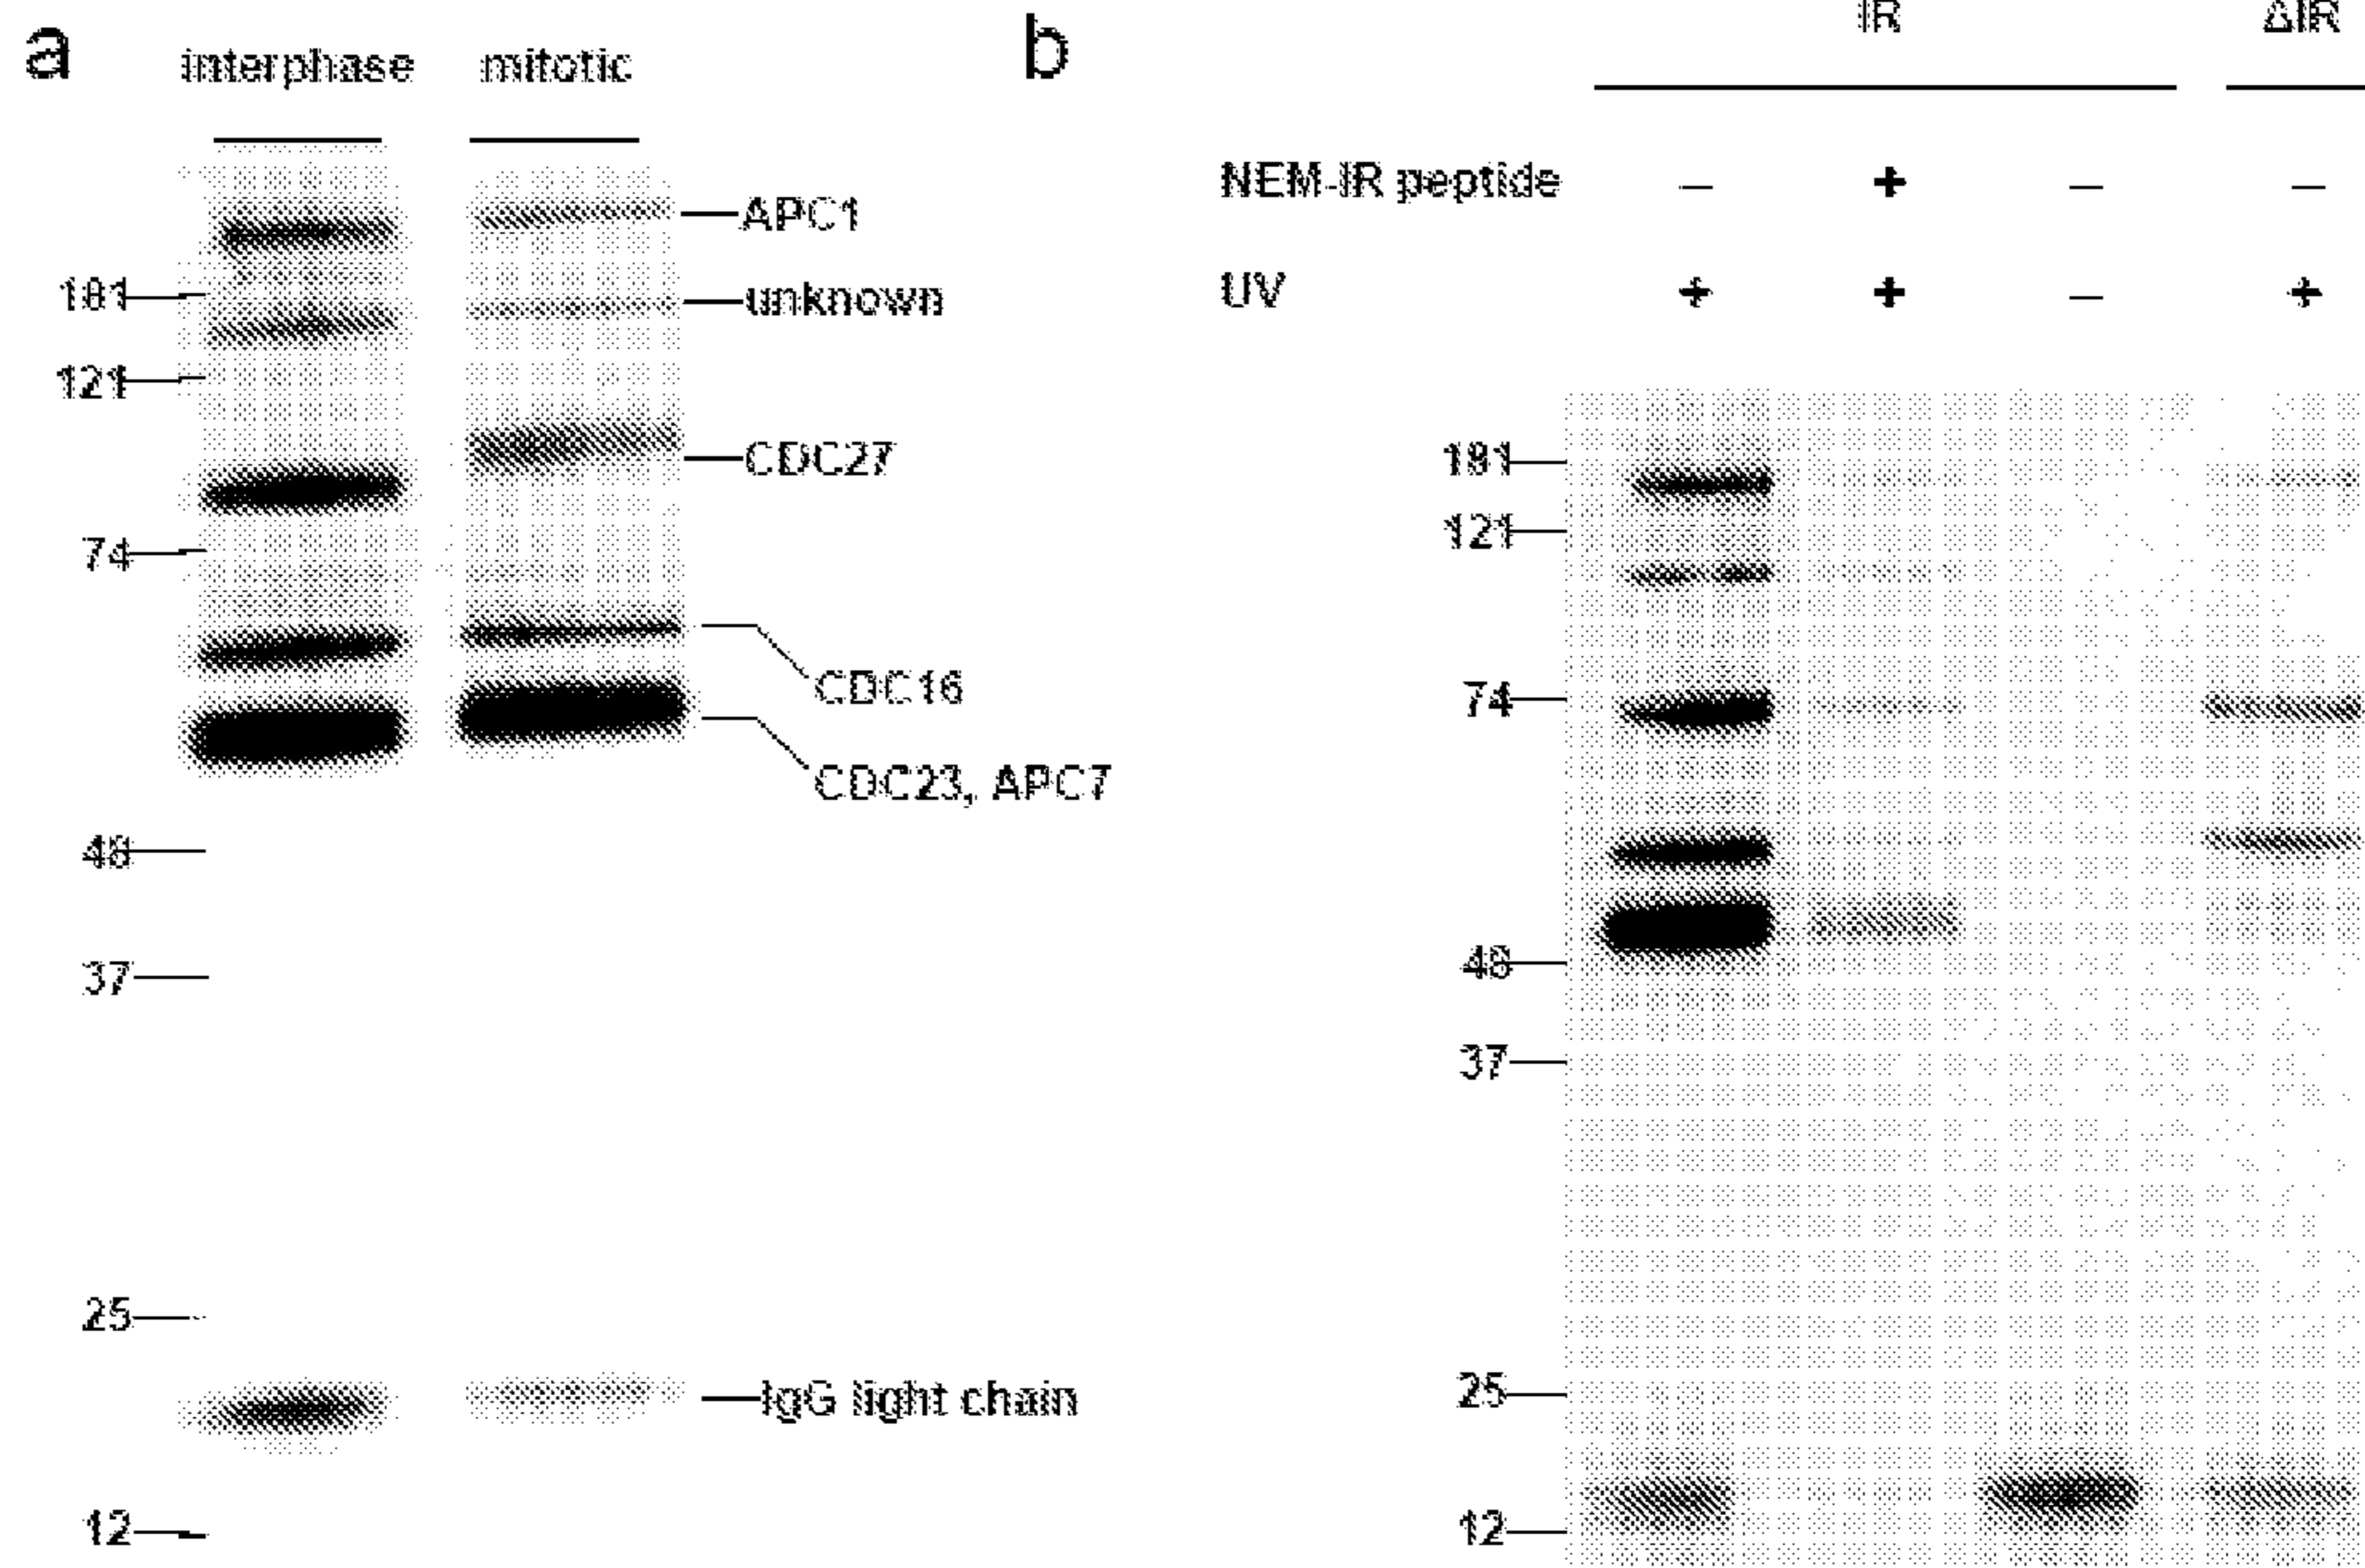 a
interphase mitotic
APC1
181
unknown
121
CDC27
74
CDC16
CDC23, APC7
48
37
25
IgG light chain
12
b
IR ΔIR
NEM-IR peptide – + – –
UV + + – +
181
121
74
48
37
25
12